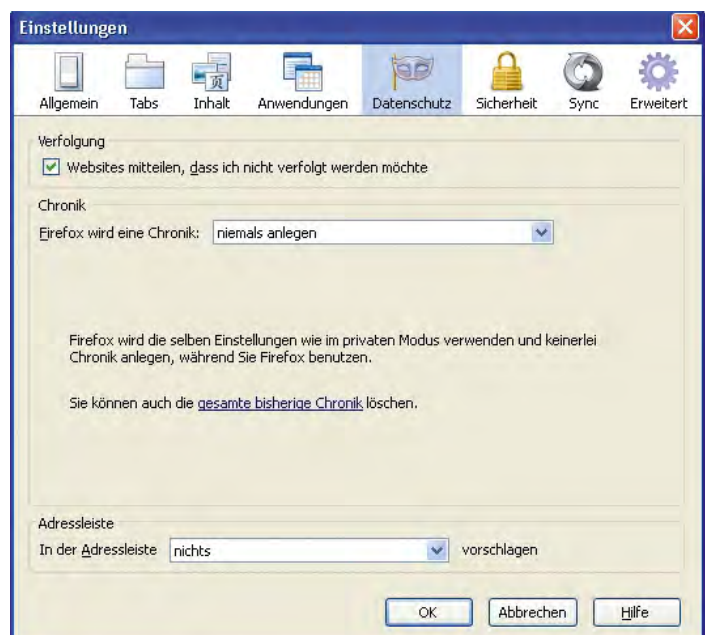 Einstellungen
Allgemein Tabs Inhalt Anwendungen Datenschutz Sicherheit Sync Erweitert
Verfolgung
Websites mitteilen, dass ich nicht verfolgt werden möchte
Chronik
Firefox wird eine Chronik: niemals anlegen
Firefox wird die selben Einstellungen wie im privaten Modus verwenden und keinerlei
Chronik anlegen, während Sie Firefox benutzen.
Sie können auch die gesamte bisherige Chronik löschen.
Adressleiste
In der Adressleiste nichts vorschlagen
OK Abbrechen Hilfe